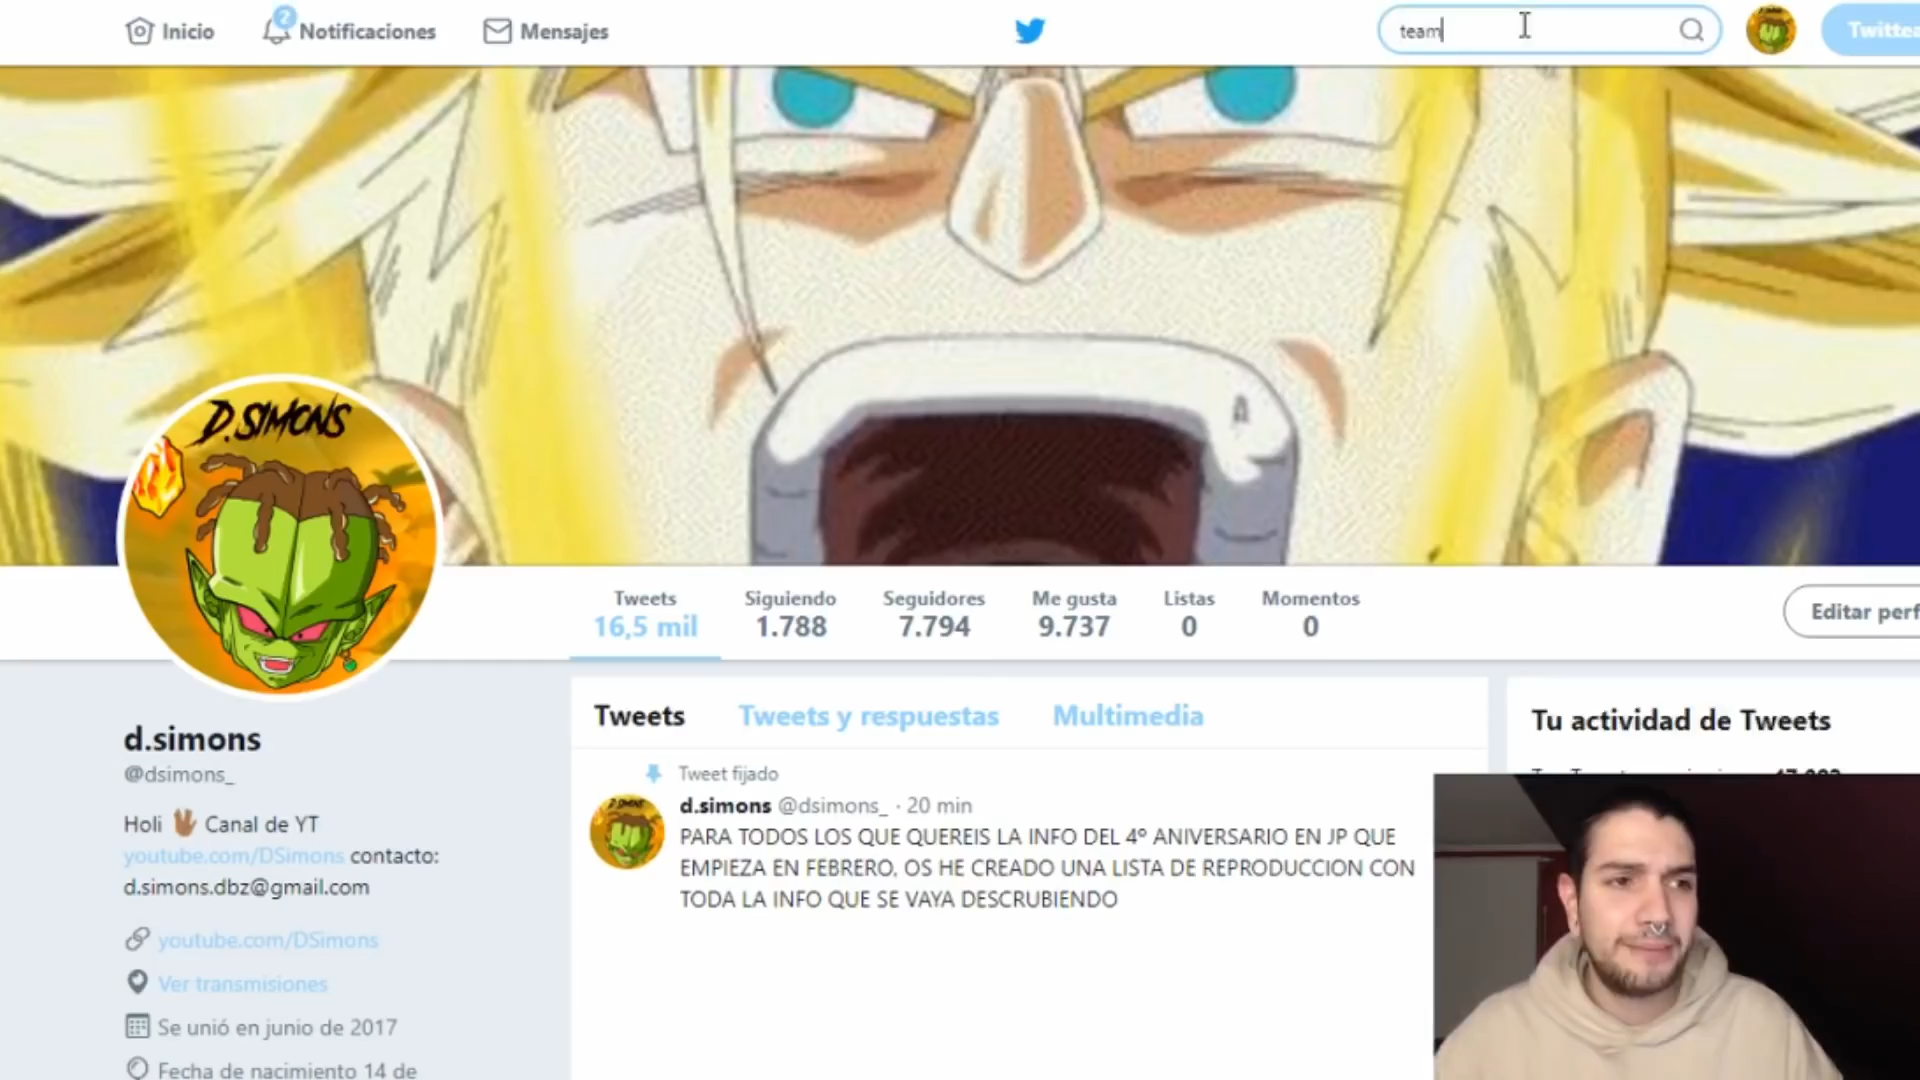 Inicio
2
Notificaciones
Mensajes
team
Twittea
D.SIMONS
Tweets
16,5 mil
Siguiendo
1.788
Seguidores
7.794
Me gusta
9.737
Listas
0
Momentos
0
Editar perf
d.simons
@dsimons_
Holi Canal de YT
youtube.com/DSimons contacto:
d.simons.dbz@gmail.com
youtube.com/DSimons
Ver transmisiones
Se unió en junio de 2017
Fecha de nacimiento 14 de
Tweets
Tweets y respuestas
Multimedia
Tweet fijado
d.simons @dsimons_ · 20 min
PARA TODOS LOS QUE QUEREIS LA INFO DEL 4º ANIVERSARIO EN JP QUE
EMPIEZA EN FEBRERO, OS HE CREADO UNA LISTA DE REPRODUCCION CON
TODA LA INFO QUE SE VAYA DESCRUBIENDO
Tu actividad de Tweets